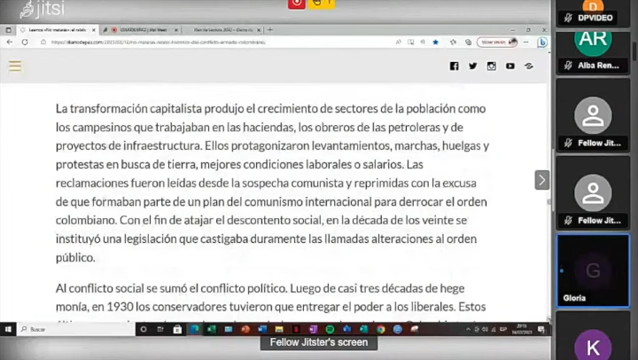 jitsi
La transformación capitalista produjo el crecimiento de sectores de la población como
los campesinos que trabajaban en las haciendas, los obreros de las petroleras y de
proyectos de infraestructura. Ellos protagonizaron levantamientos, marchas, huelgas y
protestas en busca de tierra, mejores condiciones laborales o salarios. Las
reclamaciones fueron leídas desde la sospecha comunista y reprimidas con la excusa
de que formaban parte de un plan del comunismo internacional para derrocar el orden
colombiano. Con el fin de atajar el descontento social, en la década de los veinte se
instituyó una legislación que castigaba duramente las llamadas alteraciones al orden
público.
Al conflicto social se sumó el conflicto político. Luego de casi tres décadas de hege
monía, en 1930 los conservadores tuvieron que entregar el poder a los liberales. Estos
Buscar
Fellow Jitster's screen
D
DPVIDEO
AR
Alba Ren...
Fellow Jitst...
Fellow Jitst...
G
Gloria
K